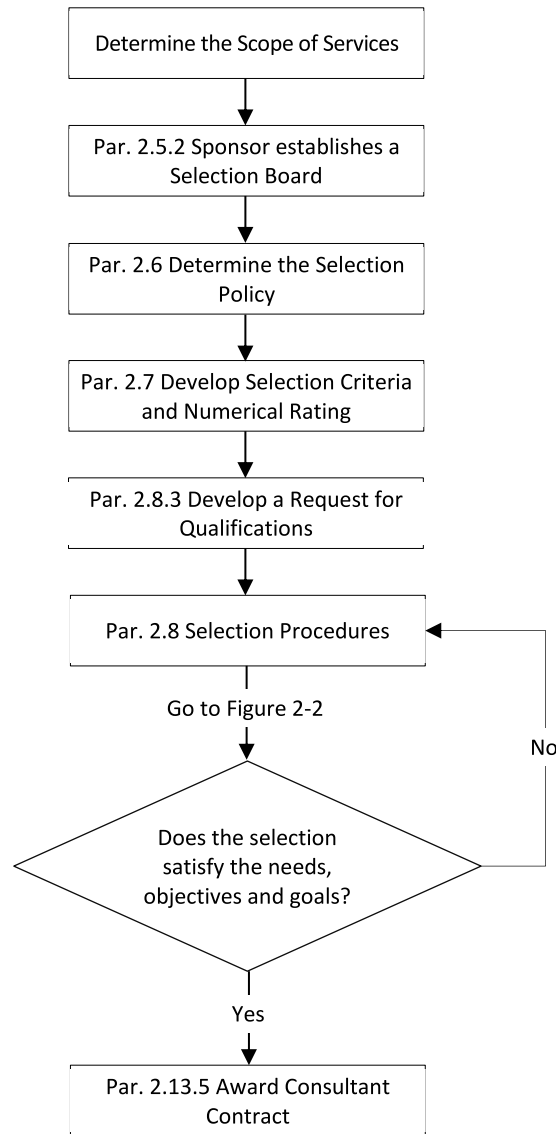 Determine the Scope of Services
Par. 2.5.2 Sponsor establishes a
Selection Board
Par. 2.6 Determine the Selection
Policy
Par. 2.7 Develop Selection Criteria
and Numerical Rating
Par. 2.8.3 Develop a Request for
Qualifications
Par. 2.8 Selection Procedures
Go to Figure 2-2
No
Does the selection
satisfy the needs,
objectives and goals?
Yes
Par. 2.13.5 Award Consultant
Contract